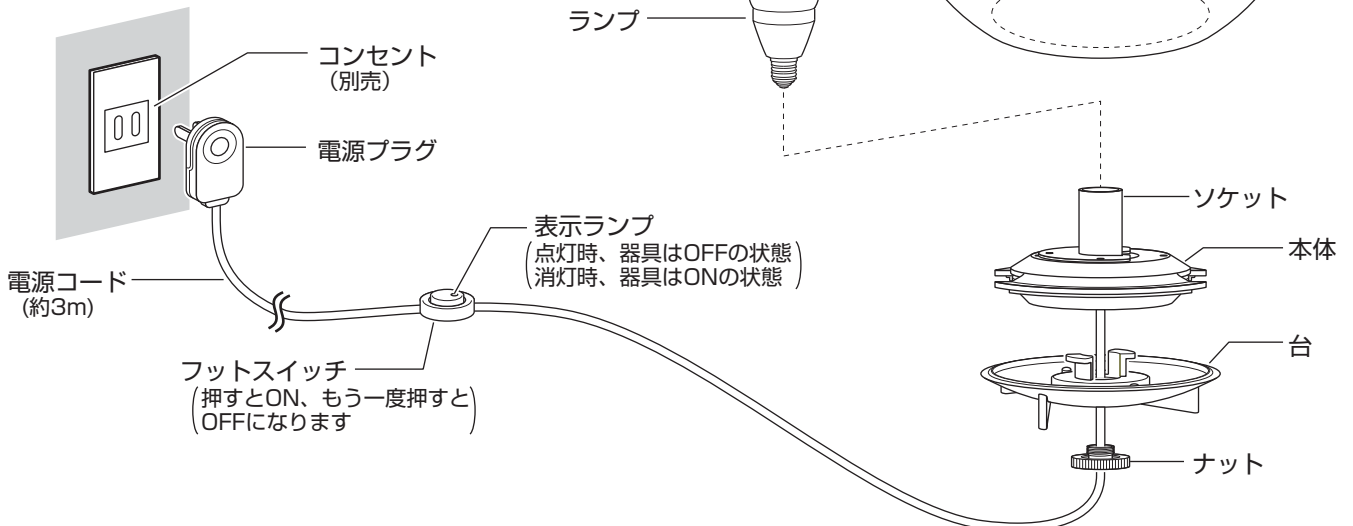 ランプ
コンセント
(別売)
電源プラグ
ソケット
表示ランプ
点灯時、器具はOFFの状態
消灯時、器具はONの状態
本体
電源コード
(約3m)
台
フットスイッチ
押すとON、もう一度押すと
OFFになります
ナット